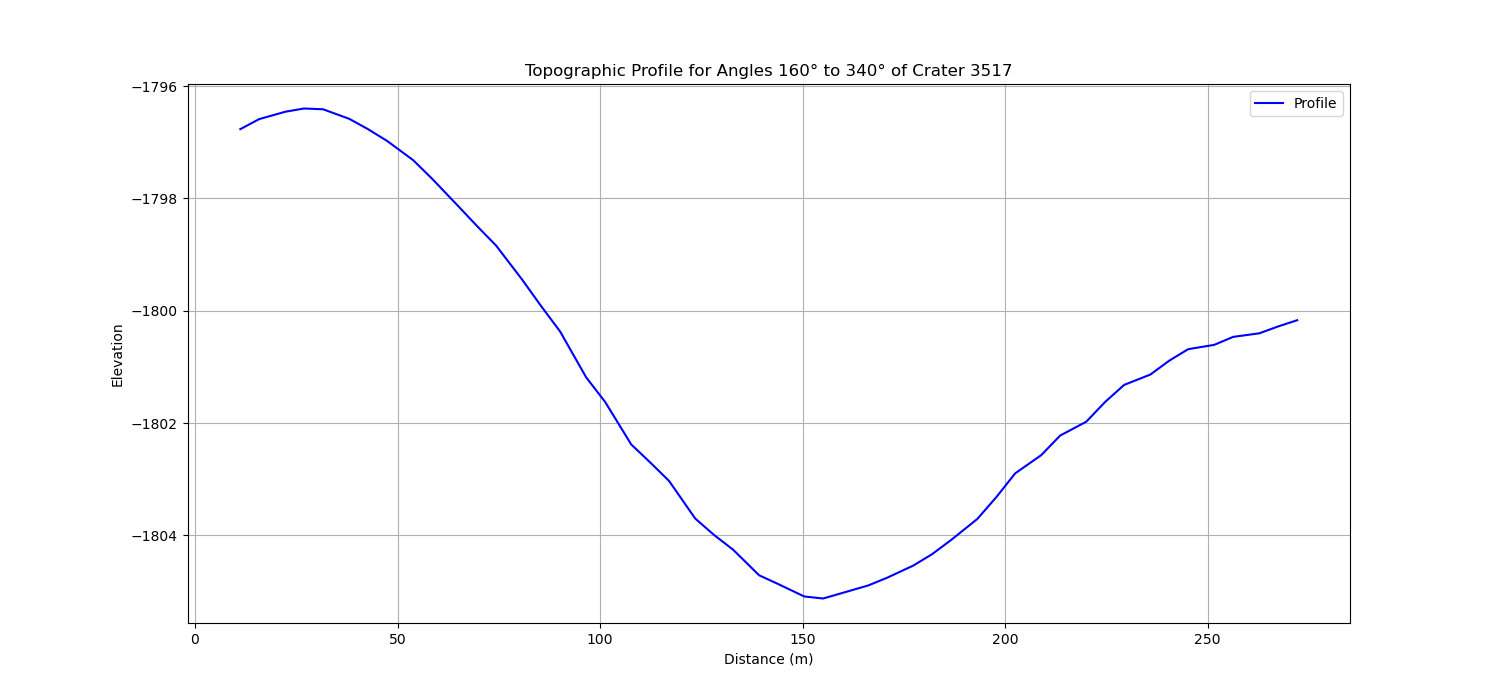 Topographic Profile for Angles 160° to 340° of Crater 3517
Profile
−1796
−1798
−1800
−1802
−1804
Elevation
0 50 100 150 200 250
Distance (m)